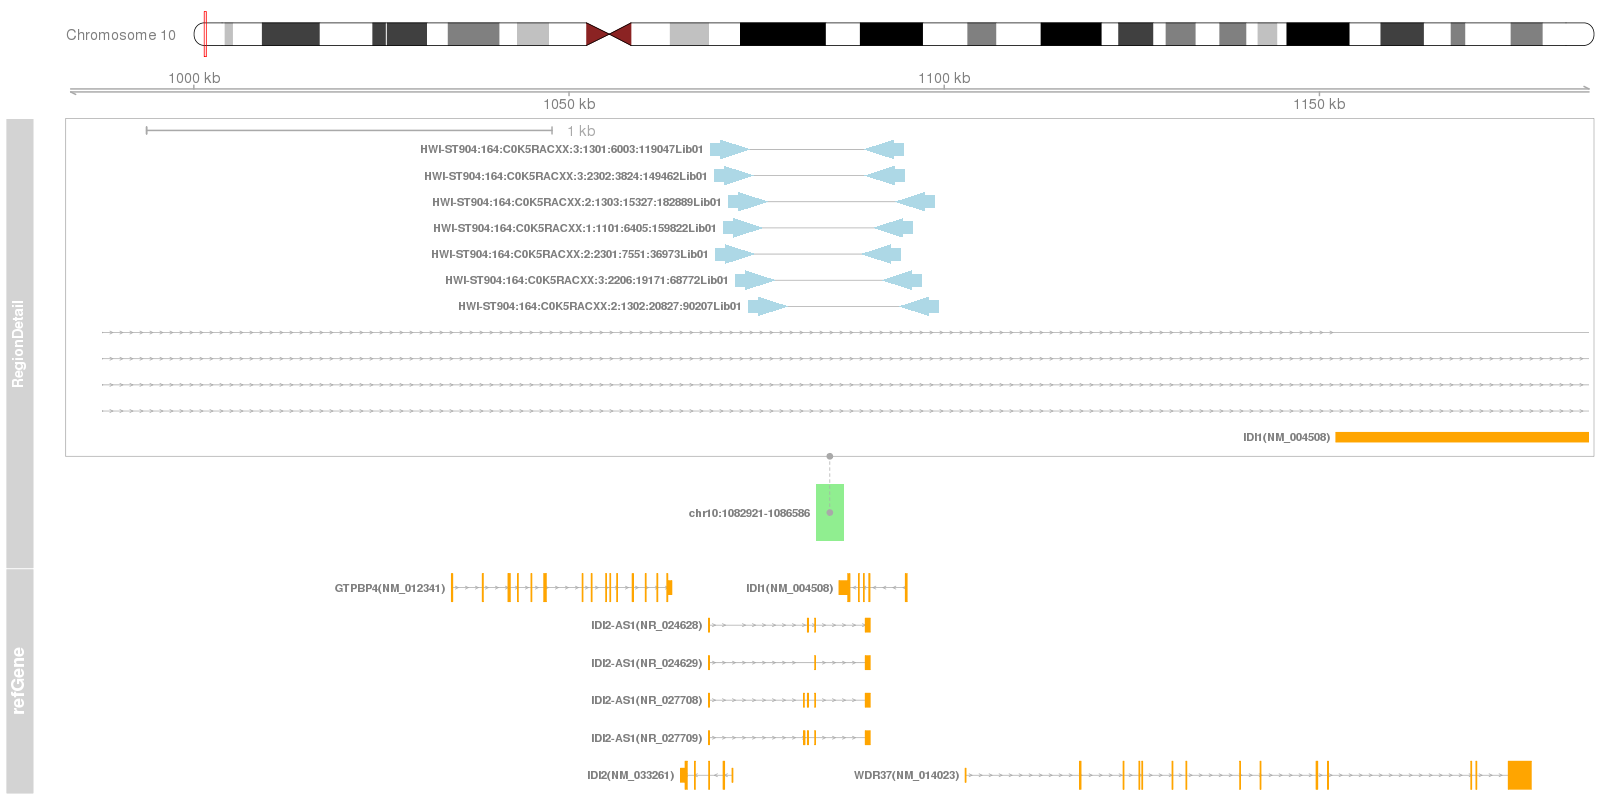 Chromosome 10
1000 kb
1100 kb
1050 kb
1150 kb
1 kb
HWI-ST904:164:C0K5RACXX:3:1301:6003:119047Lib01
HWI-ST904:164:C0K5RACXX:3:2302:3824:149462Lib01
HWI-ST904:164:C0K5RACXX:2:1303:15327:182889Lib01
HWI-ST904:164:C0K5RACXX:1:1101:6405:159822Lib01
HWI-ST904:164:C0K5RACXX:2:2301:7551:36973Lib01
HWI-ST904:164:C0K5RACXX:3:2206:19171:68772Lib01
HWI-ST904:164:C0K5RACXX:2:1302:20827:90207Lib01
RegionDetail
IDI1(NM_004508)
chr10:1082921-1086586
GTPBP4(NM_012341)
IDI1(NM_004508)
IDI2-AS1(NR_024628)
IDI2-AS1(NR_024629)
refGene
IDI2-AS1(NR_027708)
IDI2-AS1(NR_027709)
IDI2(NM_033261)
WDR37(NM_014023)